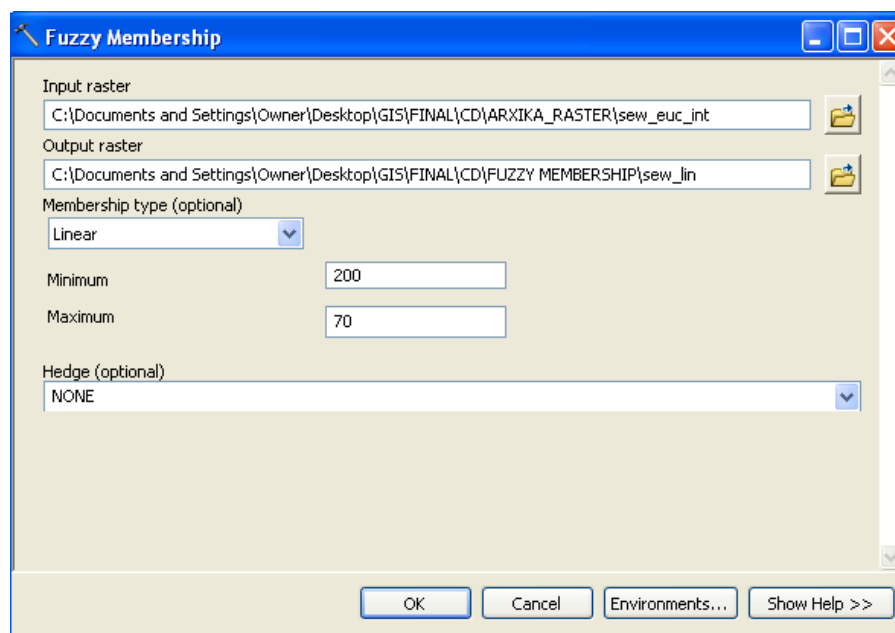 Fuzzy Membership
Input raster
C:\Documents and Settings\Owner\Desktop\GIS\FINAL\CD\ARXIKA_RASTER\sew_euc_int
Output raster
C:\Documents and Settings\Owner\Desktop\GIS\FINAL\CD\FUZZY MEMBERSHIP\sew_lin
Membership type (optional)
Linear
Minimum 200
Maximum 70
Hedge (optional)
NONE
OK Cancel Environments... Show Help >>